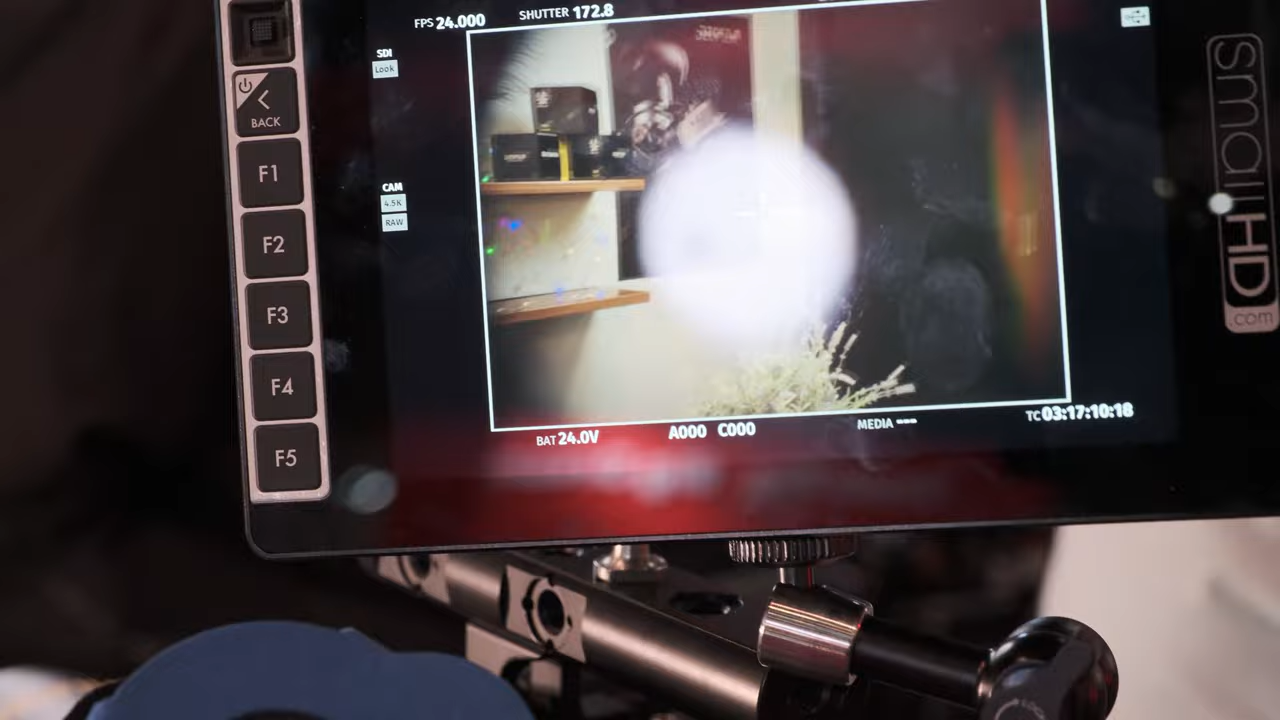 FPS 24.000
SHUTTER 172.8
SDI
Look
BACK
F1
F2
F3
F4
F5
CAM
4.5K
RAW
BAT 24.0V
A000 C000
MEDIA ---
TC 03:17:10:18
smallHD
.com